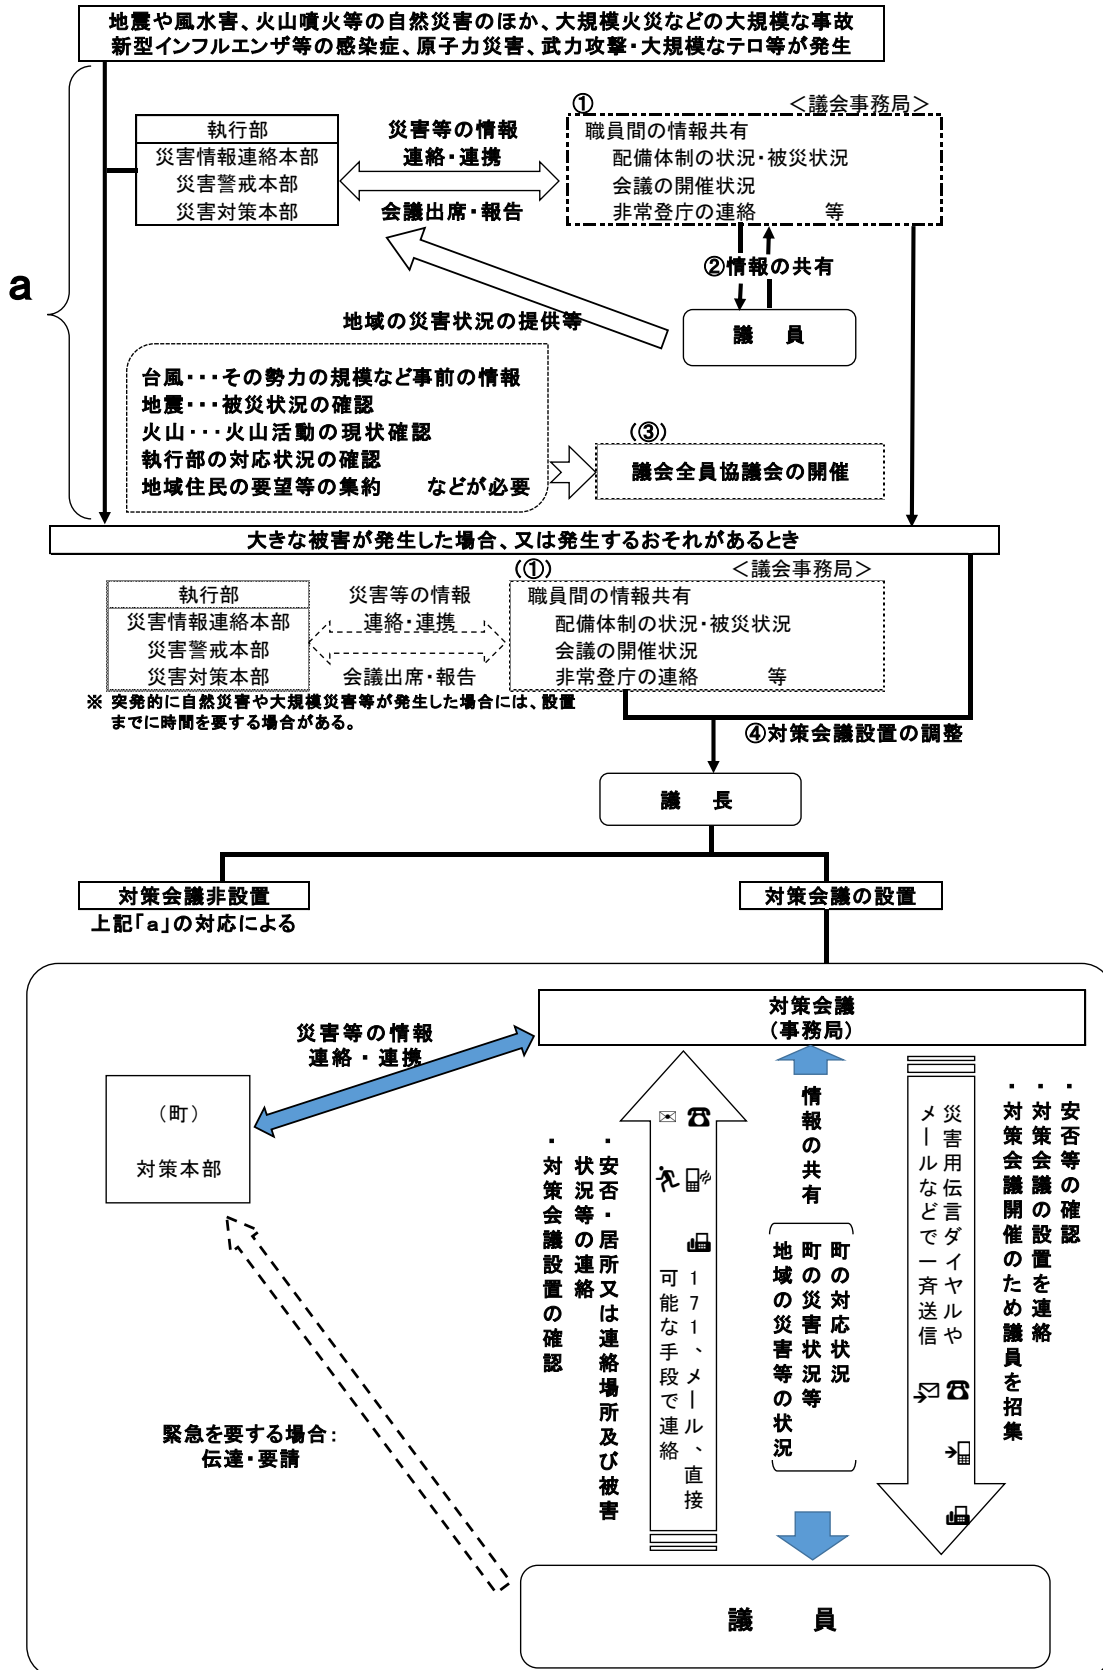 地震や風水害、火山噴火等の自然災害のほか、大規模火災などの大規模な事故
新型インフルエンザ等の感染症、原子力災害、武力攻撃・大規模なテロ等が発生
a
執行部
災害情報連絡本部
災害警戒本部
災害対策本部
災害等の情報
連絡・連携
会議出席・報告
①
＜議会事務局＞
職員間の情報共有
配備体制の状況・被災状況
会議の開催状況
非常登庁の連絡　　　等
②情報の共有
議　員
地域の災害状況の提供等
台風・・・その勢力の規模など事前の情報
地震・・・被災状況の確認
火山・・・火山活動の現状確認
執行部の対応状況の確認
地域住民の要望等の集約　　などが必要
(③)
議会全員協議会の開催
大きな被害が発生した場合、又は発生するおそれがあるとき
執行部
災害情報連絡本部
災害警戒本部
災害対策本部
災害等の情報
連絡・連携
会議出席・報告
(①)
＜議会事務局＞
職員間の情報共有
配備体制の状況・被災状況
会議の開催状況
非常登庁の連絡　　　等
※ 突発的に自然災害や大規模災害等が発生した場合には、設置
までに時間を要する場合がある。
④対策会議設置の調整
議　長
対策会議非設置
上記「a」の対応による
対策会議の設置
対策会議
（事務局）
災害等の情報
連絡・連携
（町）
対策本部
・安否等の確認
・対策会議の設置を連絡
・対策会議開催のため議員を招集
災害用伝言ダイヤルや
メールなどで一斉送信
情報の共有
町の対応状況
町の災害状況等
地域の災害等の状況
１７１、メール、直接
可能な手段で連絡
・安否・居所又は連絡場所及び被害
状況等の連絡
・対策会議設置の確認
緊急を要する場合：
伝達・要請
議　員